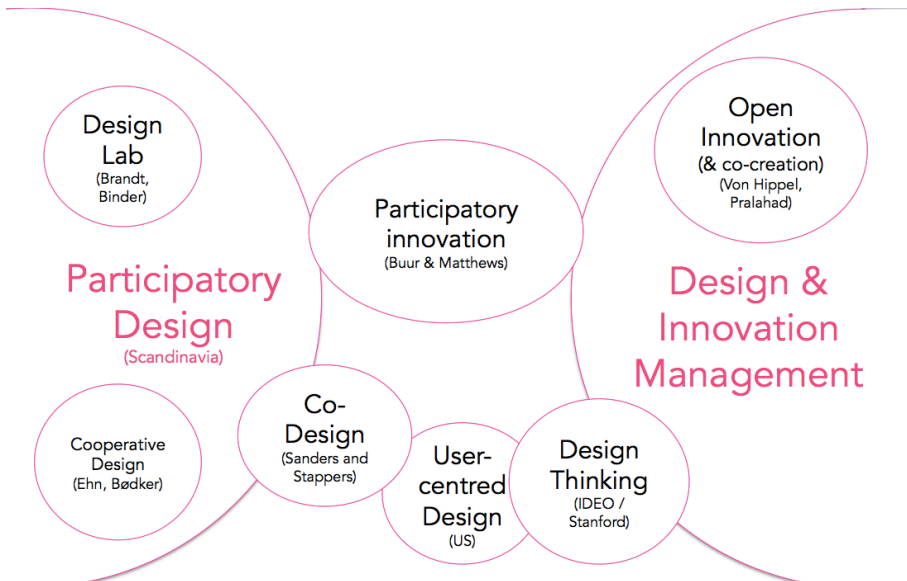 Design
Lab
(Brandt,
Binder)
Participatory
Design
(Scandinavia)
Cooperative
Design
(Ehn, Bødker)
Co-
Design
(Sanders and
Stappers)
Participatory
innovation
(Buur & Matthews)
User-
centred
Design
(US)
Design
Thinking
(IDEO /
Stanford)
Open
Innovation
(& co-creation)
(Von Hippel,
Pralahad)
Design &
Innovation
Management